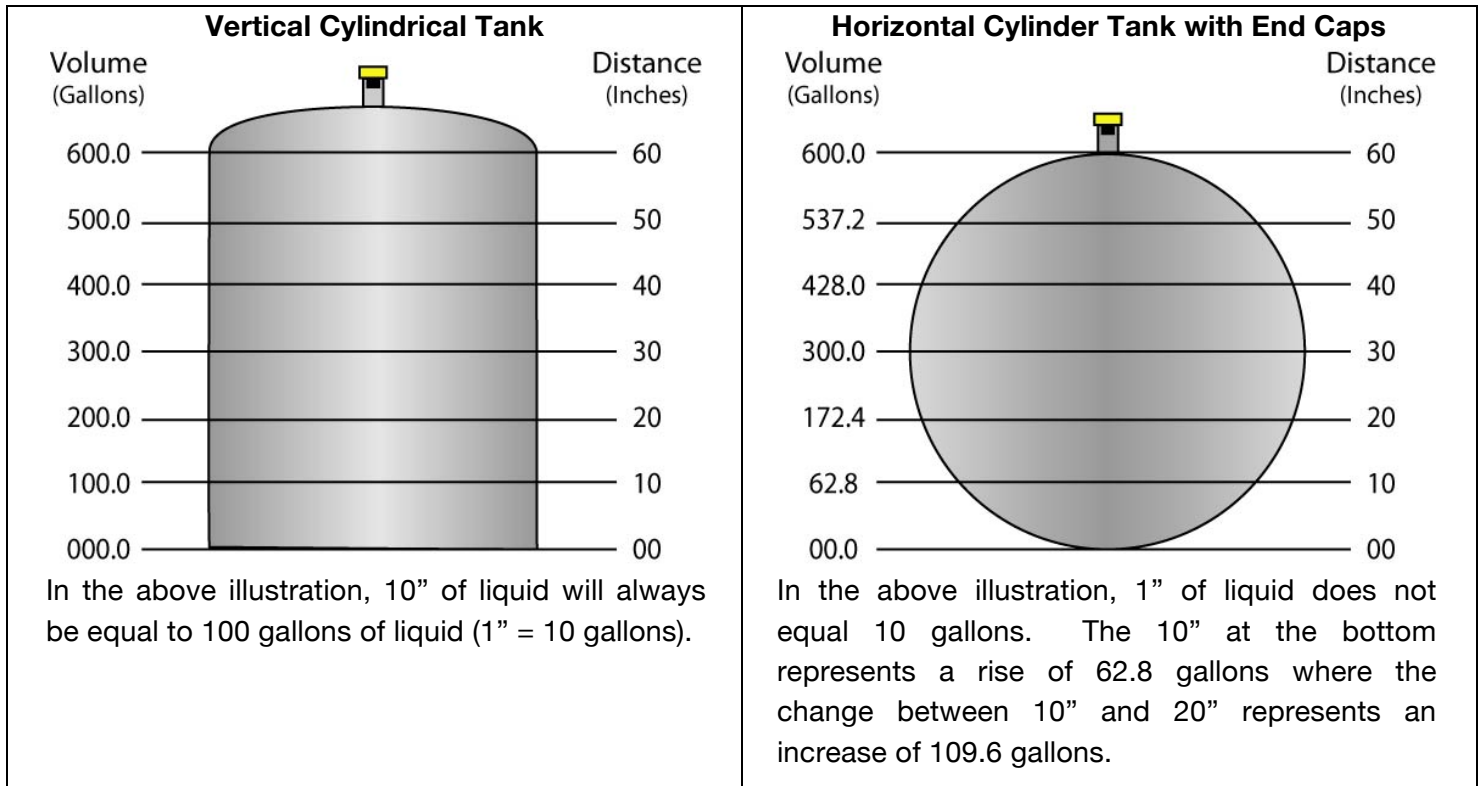 Vertical Cylindrical Tank
Volume
(Gallons)
Distance
(Inches)
600.0 60
500.0 50
400.0 40
300.0 30
200.0 20
100.0 10
000.0 00
In the above illustration, 10” of liquid will always
be equal to 100 gallons of liquid (1” = 10 gallons).
Horizontal Cylinder Tank with End Caps
Volume
(Gallons)
Distance
(Inches)
600.0 60
537.2 50
428.0 40
300.0 30
172.4 20
62.8 10
00.0 00
In the above illustration, 1” of liquid does not
equal 10 gallons. The 10” at the bottom
represents a rise of 62.8 gallons where the
change between 10” and 20” represents an
increase of 109.6 gallons.